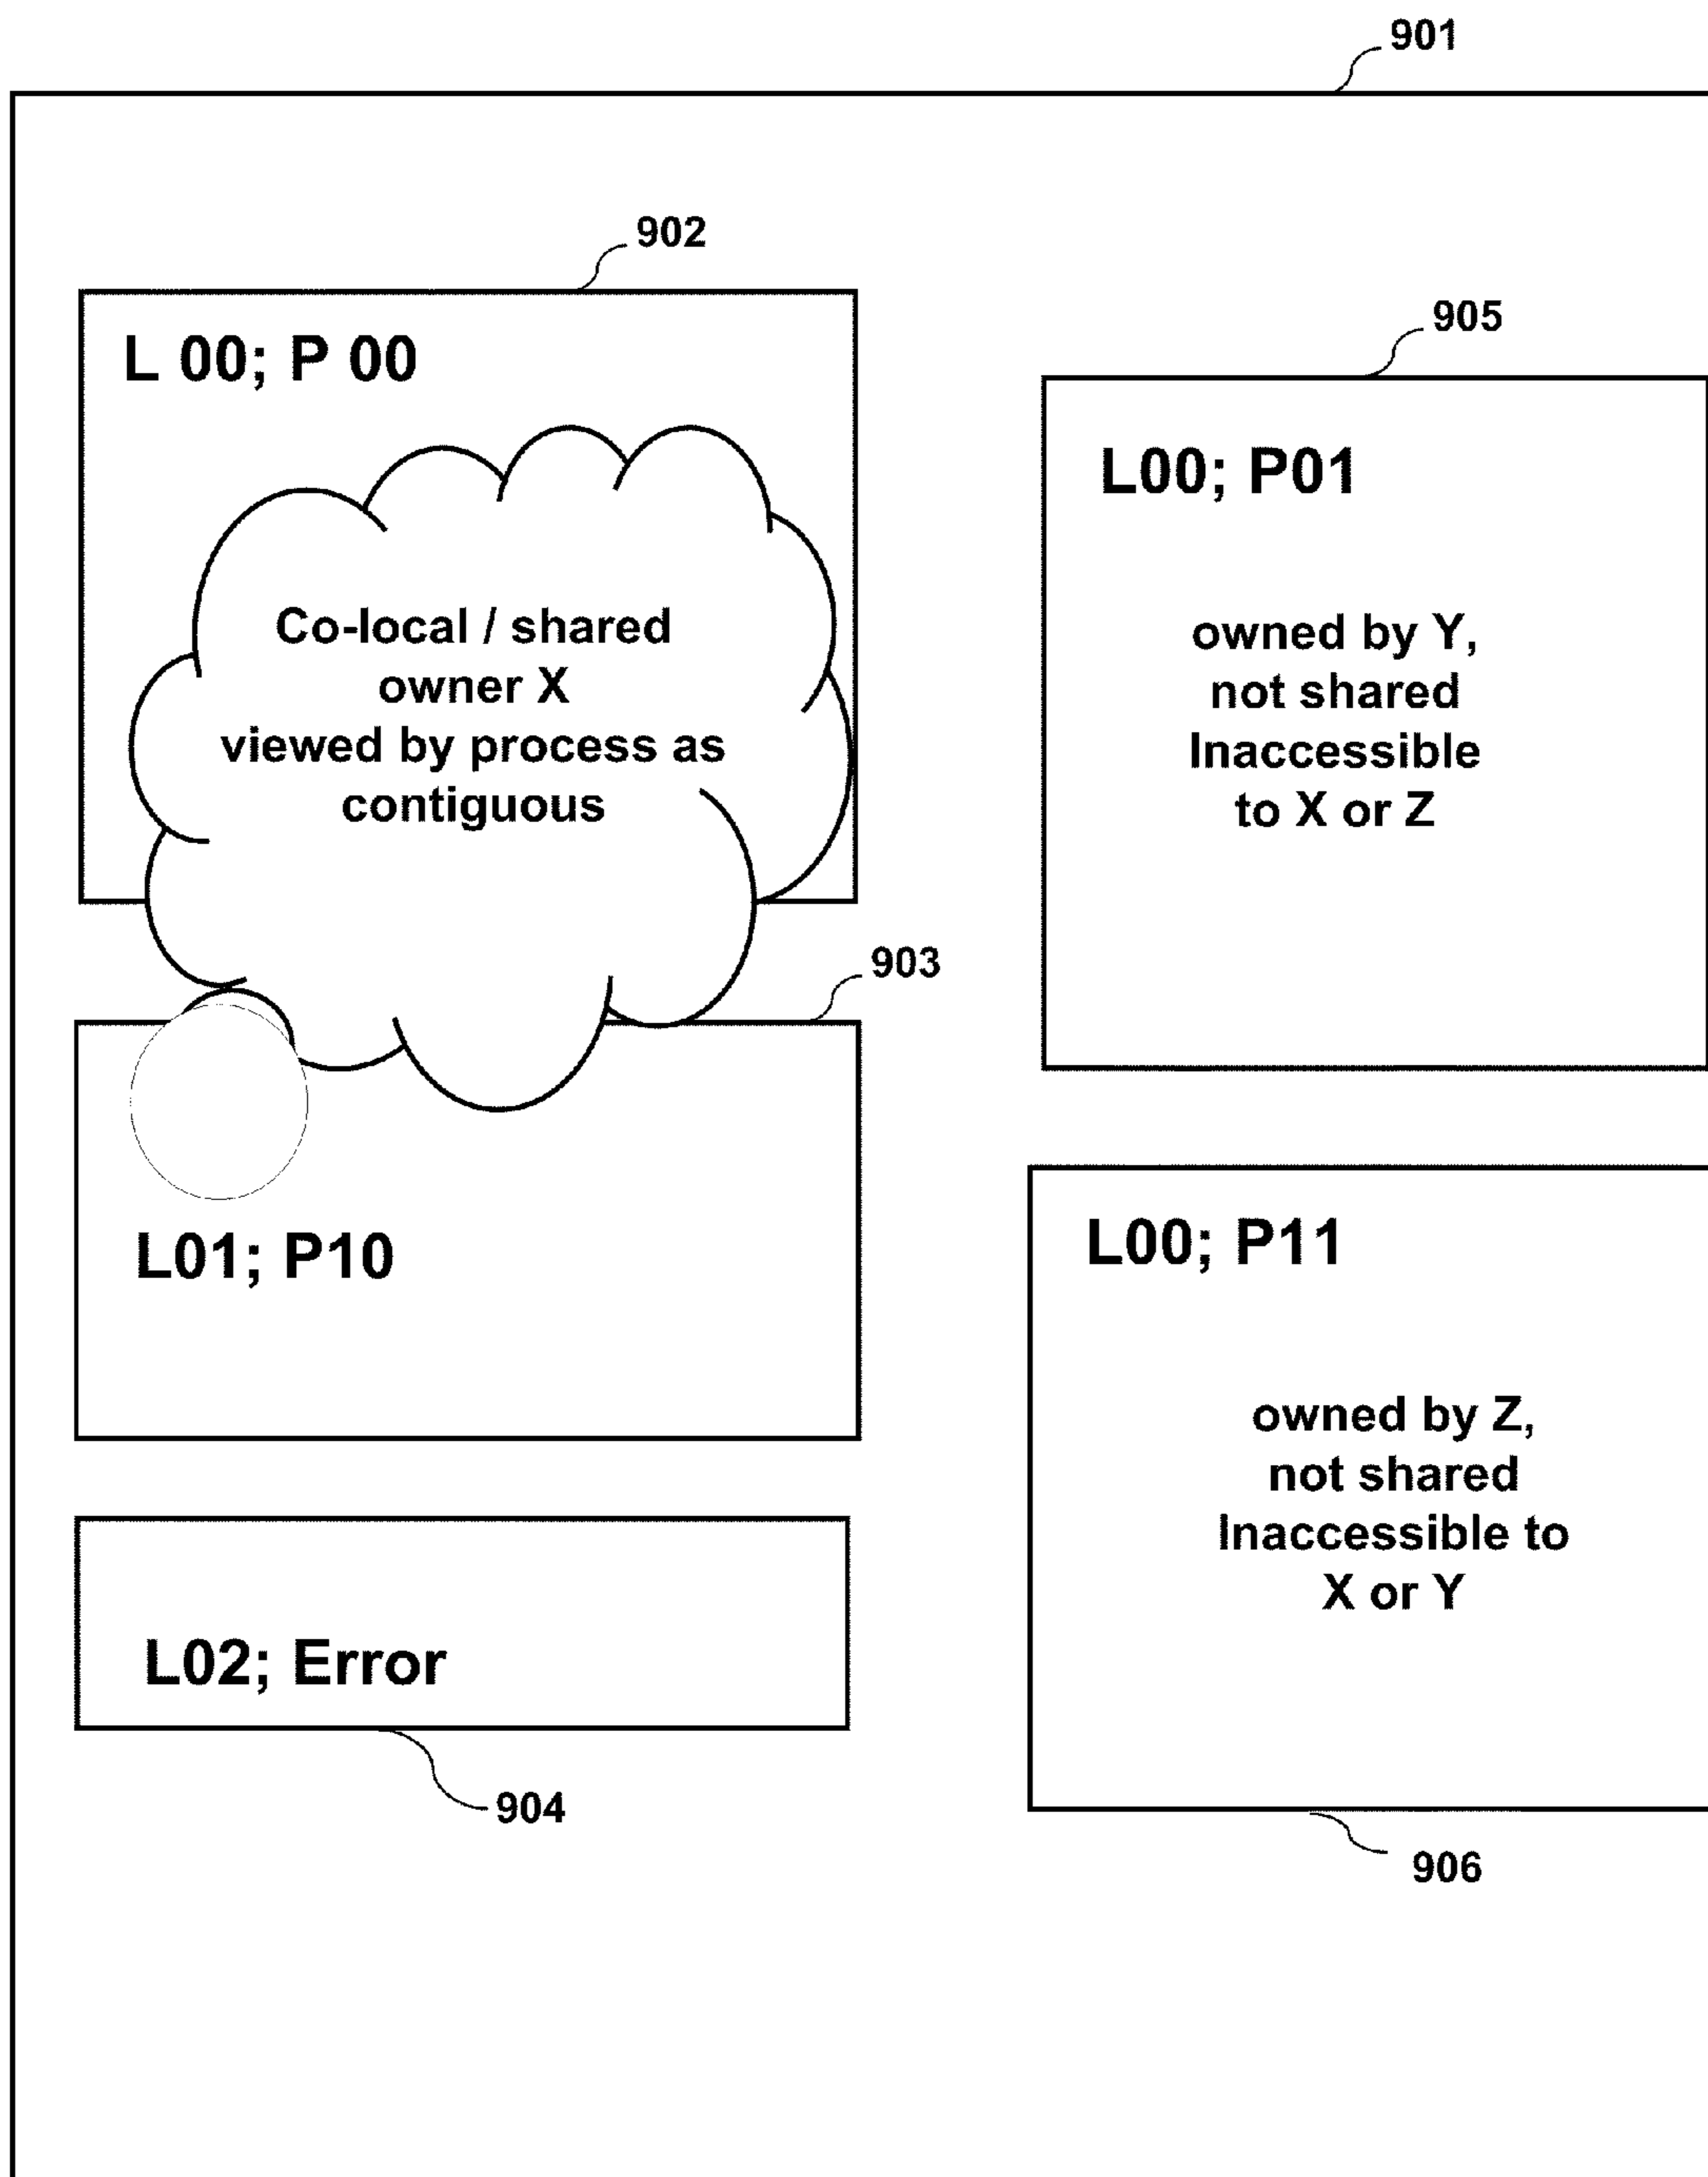 901
902
L 00; P 00
Co-local / shared
owner X
viewed by process as
contiguous
903
L01; P10
L02; Error
904
905
L00; P01
owned by Y,
not shared
Inaccessible
to X or Z
L00; P11
owned by Z,
not shared
Inaccessible to
X or Y
906